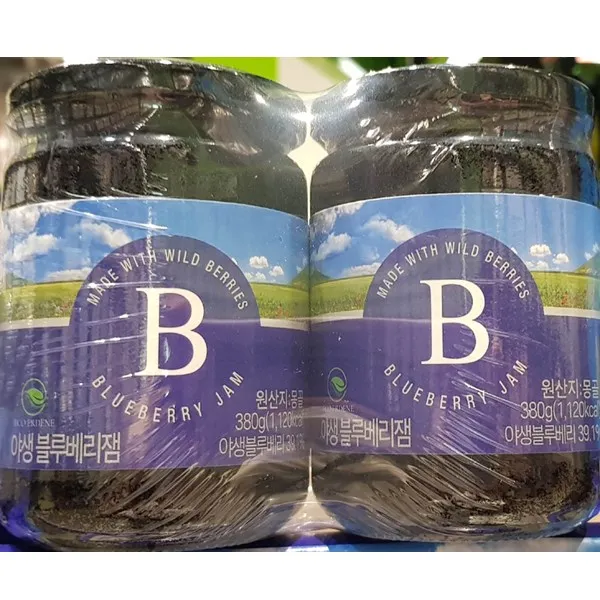 MADE WITH WILD BERRIES
B
BLUEBERRY JAM
원산지:몽골
380g(1,120kc
야생블루베리 39.1%
야생블루베리잼
MADE WITH WILD BERRIES
B
BLUEBERRY JAM
원산지:몽골
380g(1,120kca
야생블루베리 39.1%
야생블루베리잼